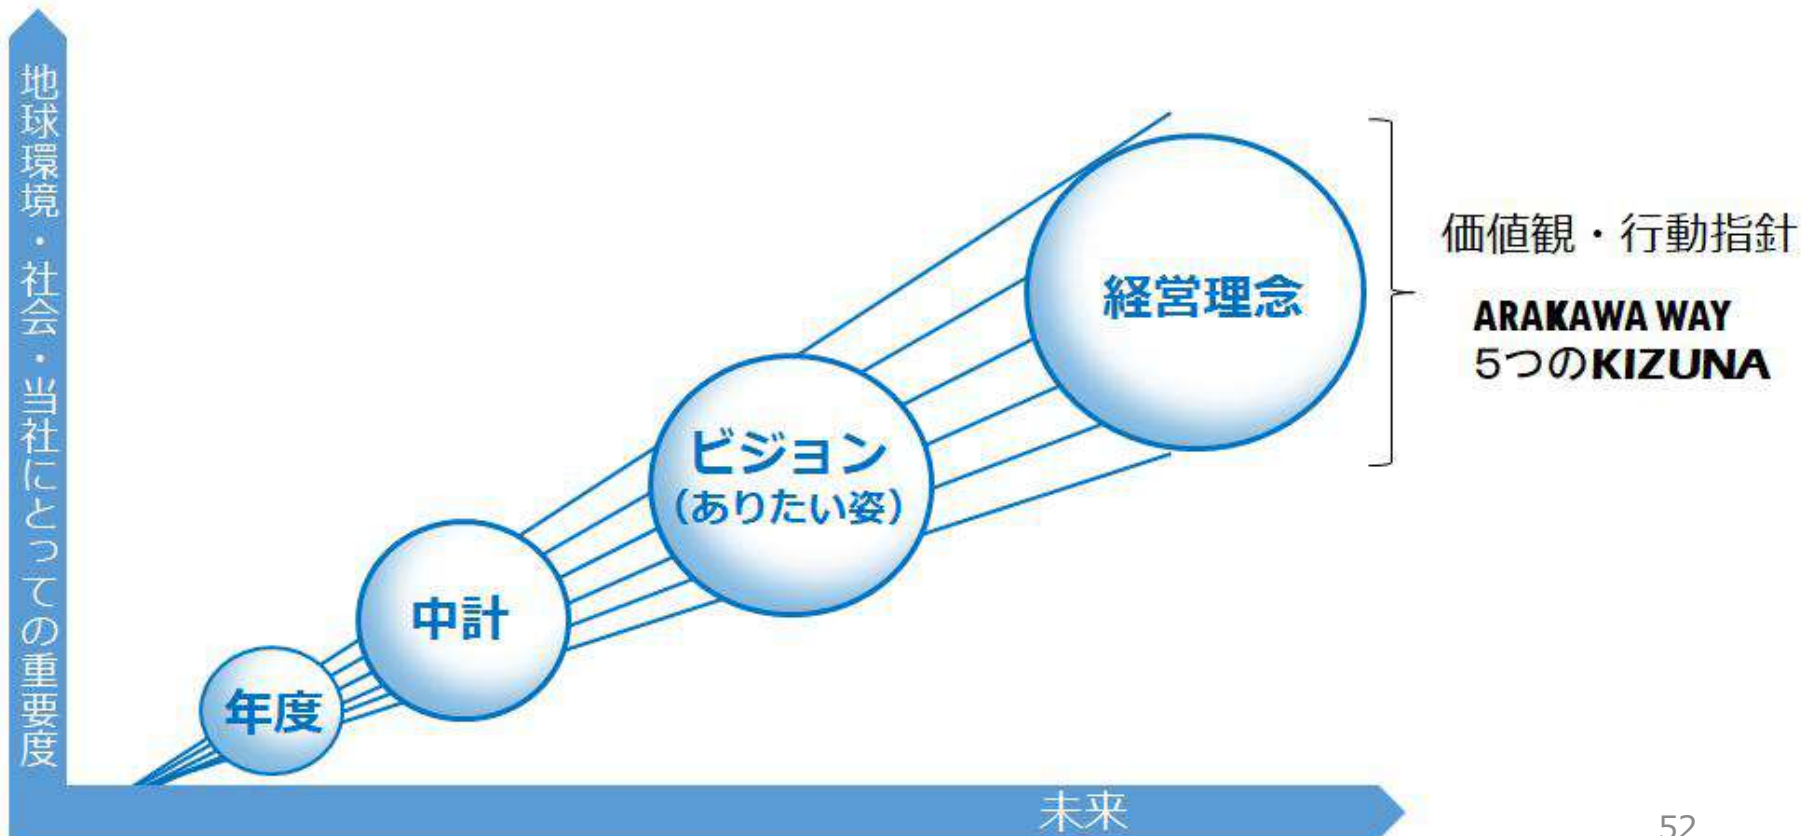 地球環境・社会・当社にとっての重要度
経営理念
価値観・行動指針
ARAKAWA WAY
5つのKIZUNA
ビジョン
（ありたい姿）
中計
年度
未来
52